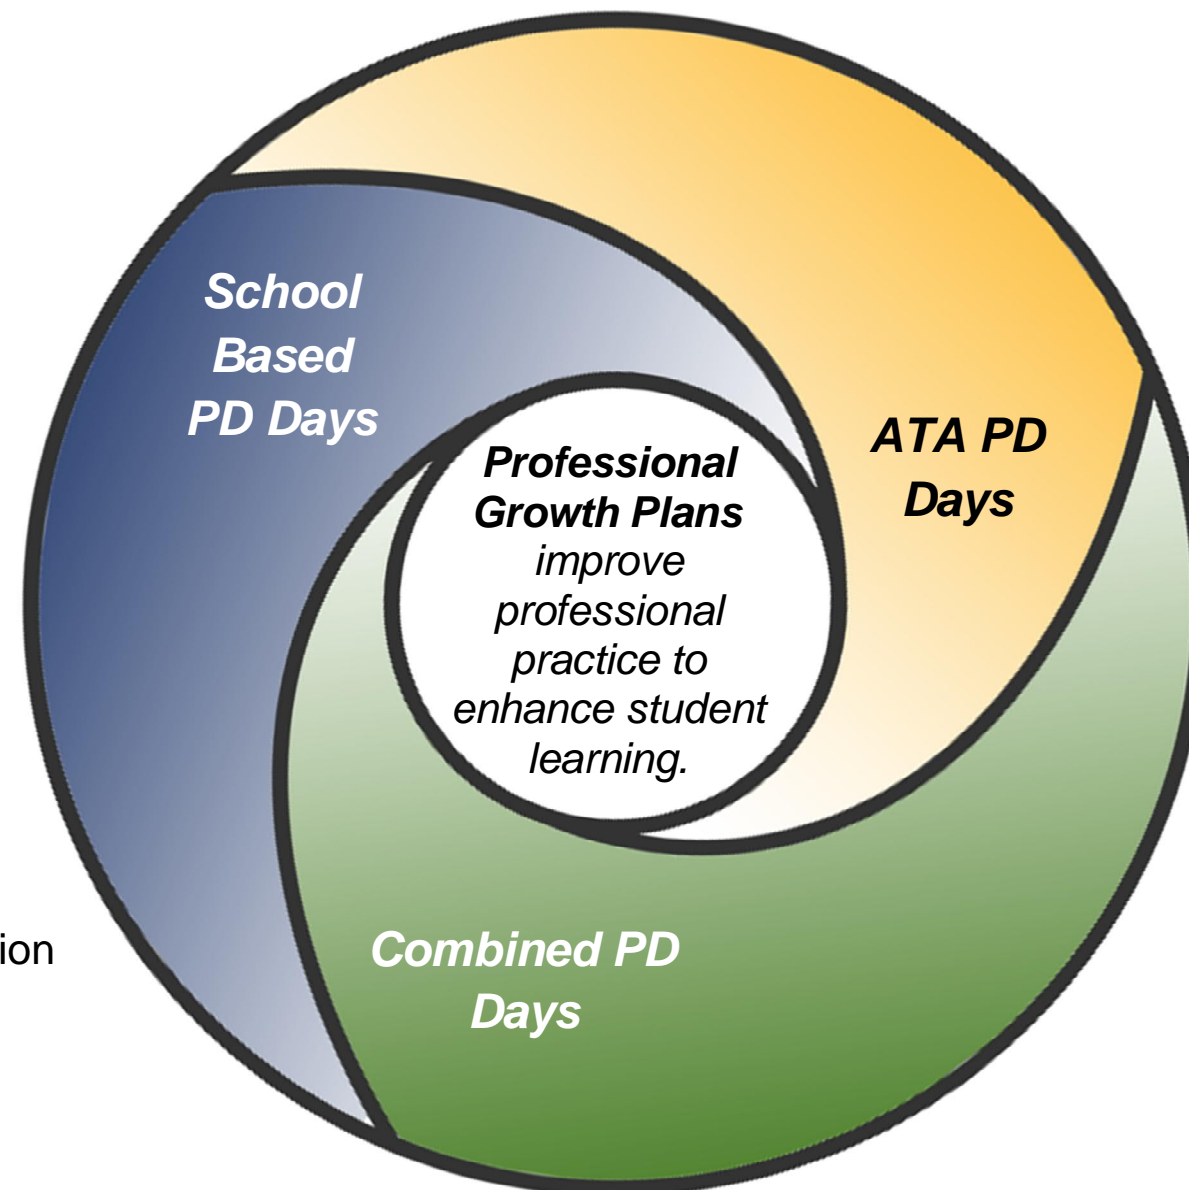 School
Based
PD Days
ATA PD
Days
Professional
Growth Plans
improve
professional
practice to
enhance student
learning.
Combined PD
Days
ion